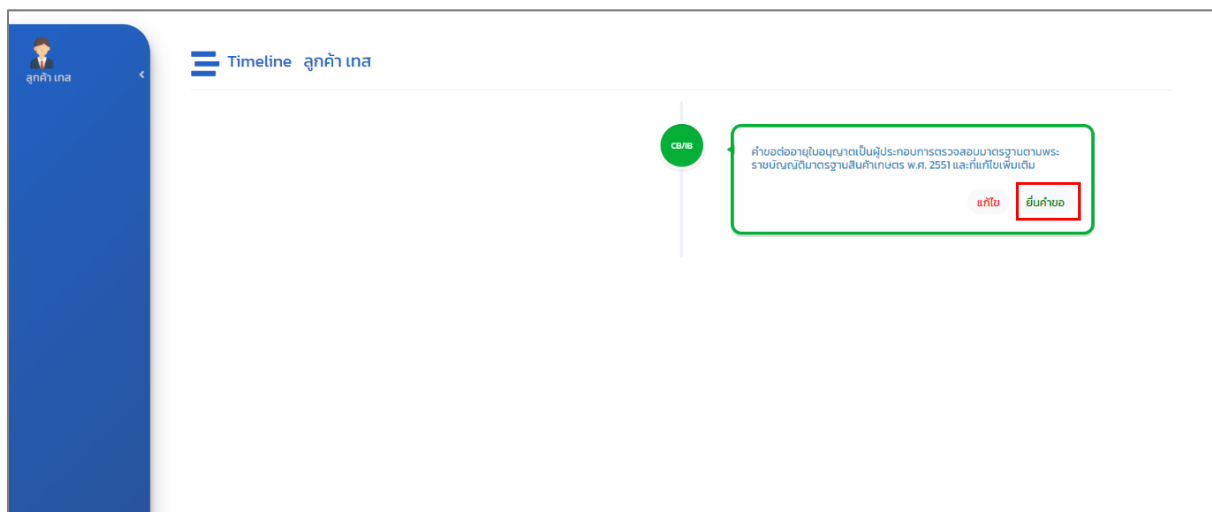 ลูกค้า เทส
Timeline ลูกค้า เทส
CB/IB
คำขอต่ออายุใบอนุญาตเป็นผู้ประกอบการตรวจสอบมาตรฐานตามพระ
ราชบัญญัติมาตรฐานสินค้าเกษตร พ.ศ. 2551 และที่แก้ไขเพิ่มเติม
แก้ไข ยื่นคำขอ